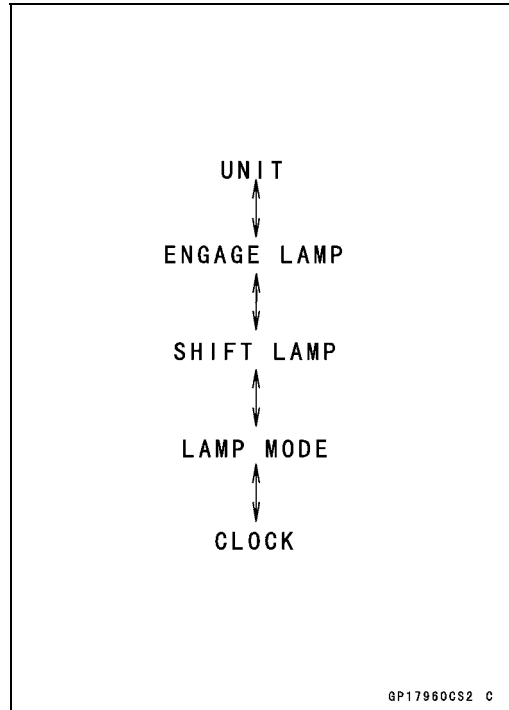 UNIT
ENGAGE LAMP
SHIFT LAMP
LAMP MODE
CLOCK
GP17960CS2 C